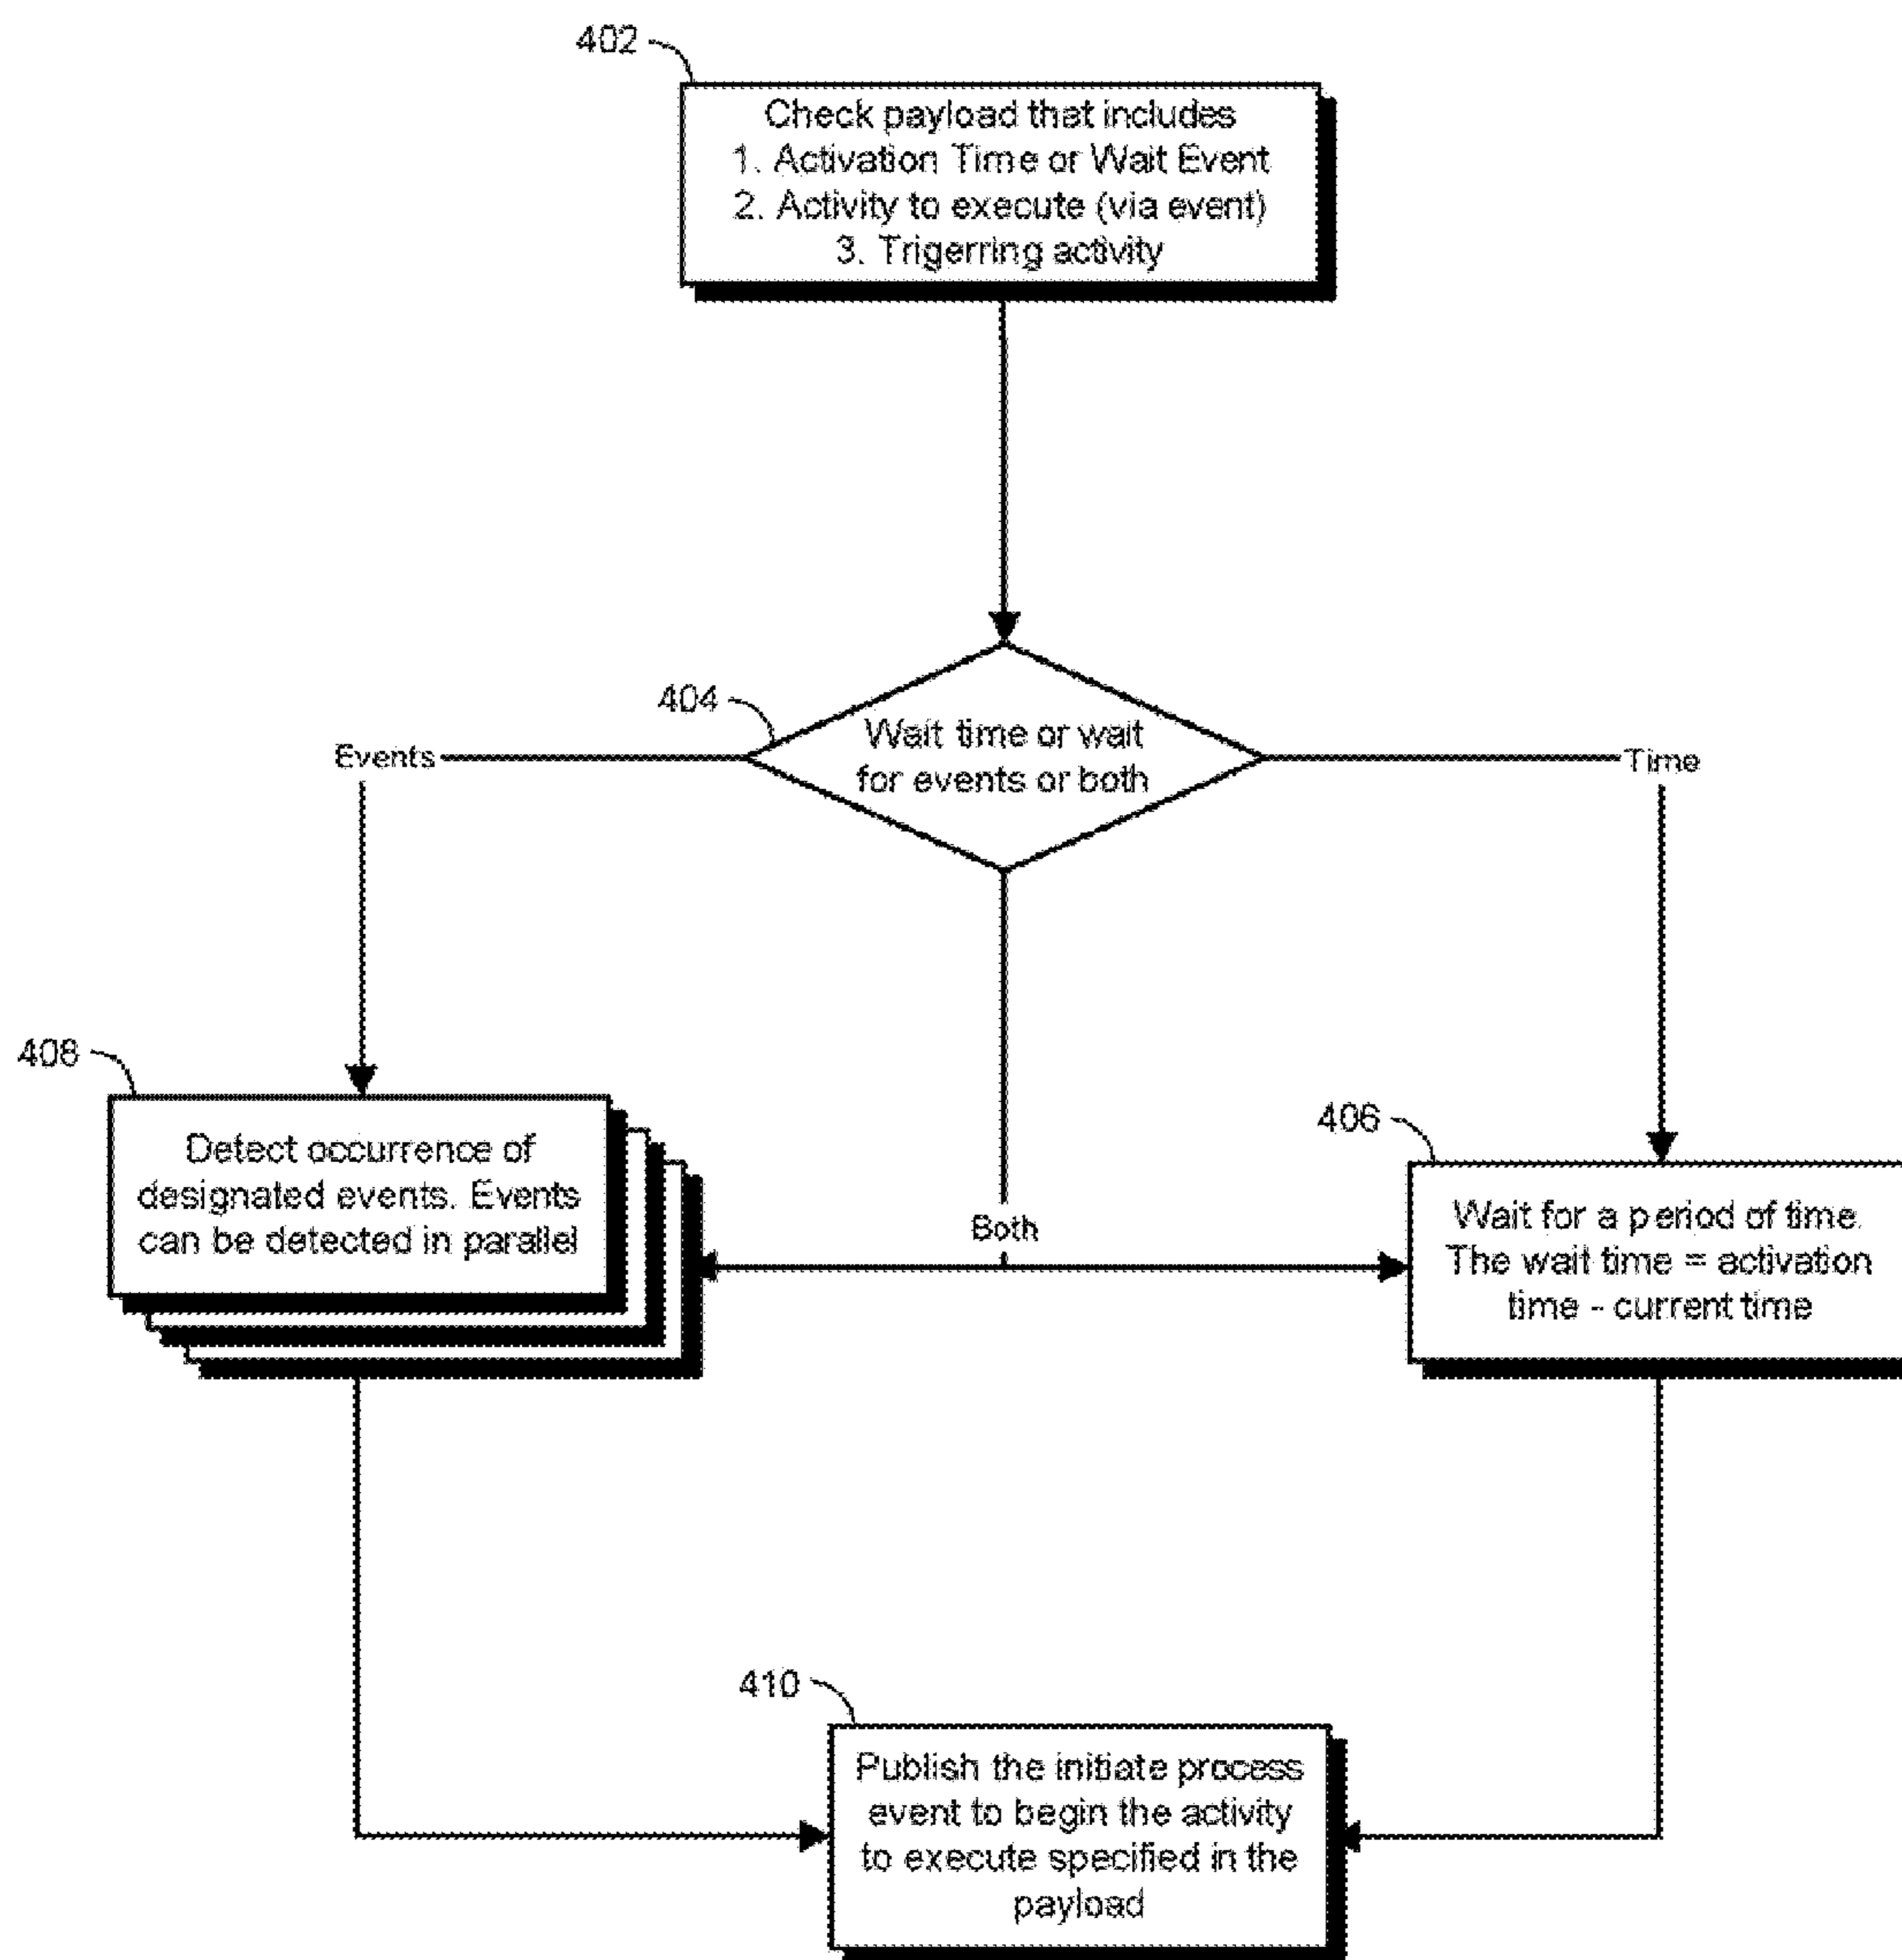 402
Check payload that includes
1. Activation Time or Wait Event
2. Activity to execute (via event)
3. Trigerring activity
404
Wait time or wait
for events or both
Events
Time
408
Detect occurrence of
designated events. Events
can be detected in parallel
Both
406
Wait for a period of time.
The wait time = activation
time - current time
410
Publish the initiate process
event to begin the activity
to execute specified in the
payload